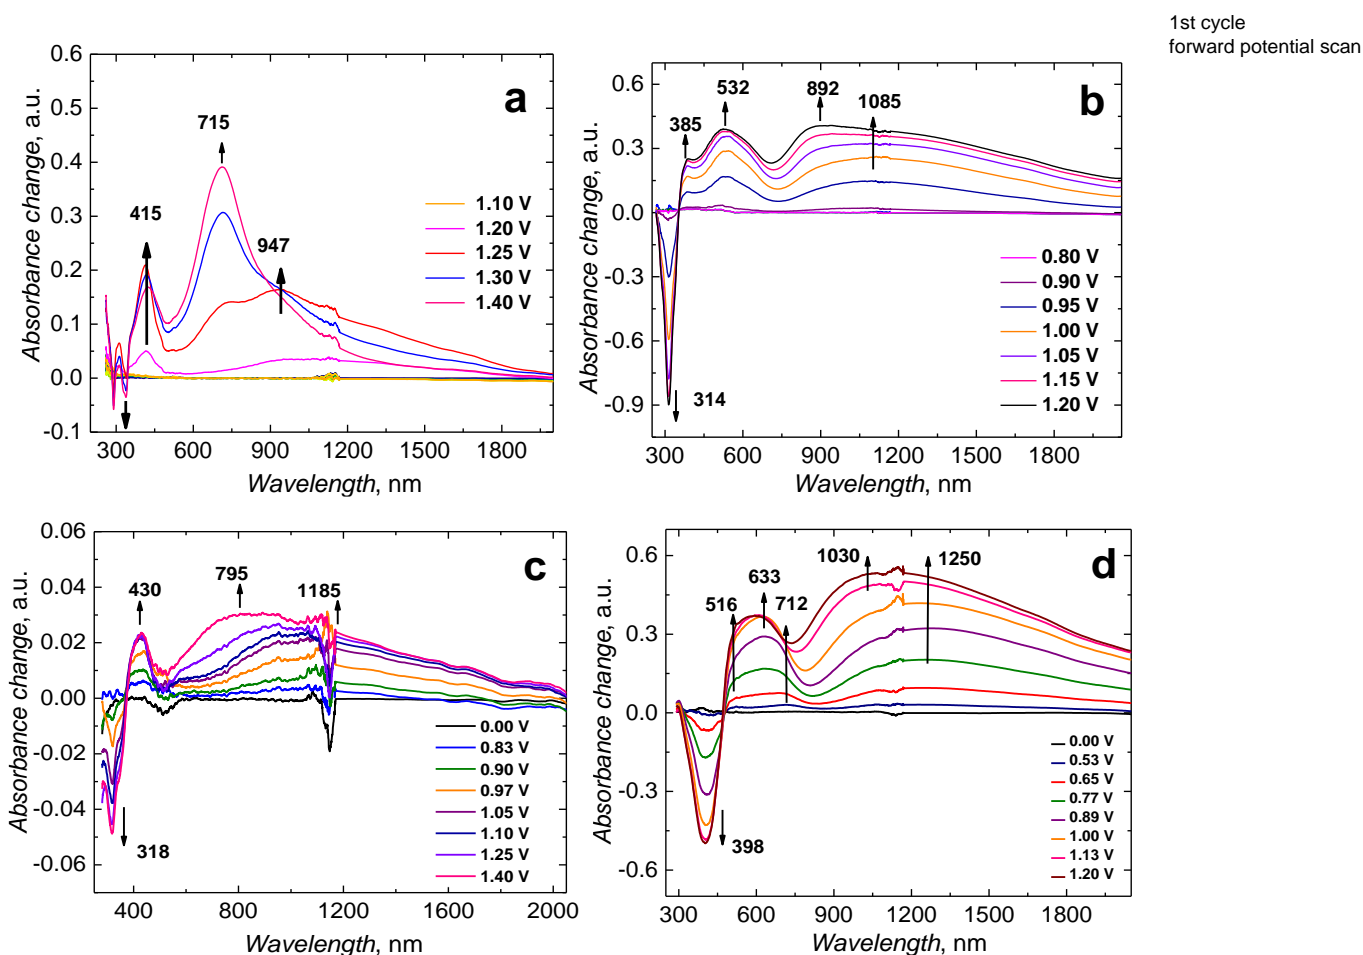 1st cycle
forward potential scan
a
Absorbance change, a.u.
0.6
0.5
0.4
0.3
0.2
0.1
0.0
-0.1
300 600 900 1200 1500 1800
Wavelength, nm
415
715
947
1.10 V
1.20 V
1.25 V
1.30 V
1.40 V
b
Absorbance change, a.u.
0.6
0.3
0.0
-0.3
-0.6
-0.9
300 600 900 1200 1500 1800
Wavelength, nm
385
532
892
1085
314
0.80 V
0.90 V
0.95 V
1.00 V
1.05 V
1.15 V
1.20 V
c
Absorbance change, a.u.
0.06
0.04
0.02
0.00
-0.02
-0.04
-0.06
400 800 1200 1600 2000
Wavelength, nm
430
795
1185
318
0.00 V
0.83 V
0.90 V
0.97 V
1.05 V
1.10 V
1.25 V
1.40 V
d
Absorbance change, a.u.
0.6
0.3
0.0
-0.3
-0.6
300 600 900 1200 1500 1800
Wavelength, nm
516
633
712
1030
1250
398
0.00 V
0.53 V
0.65 V
0.77 V
0.89 V
1.00 V
1.13 V
1.20 V